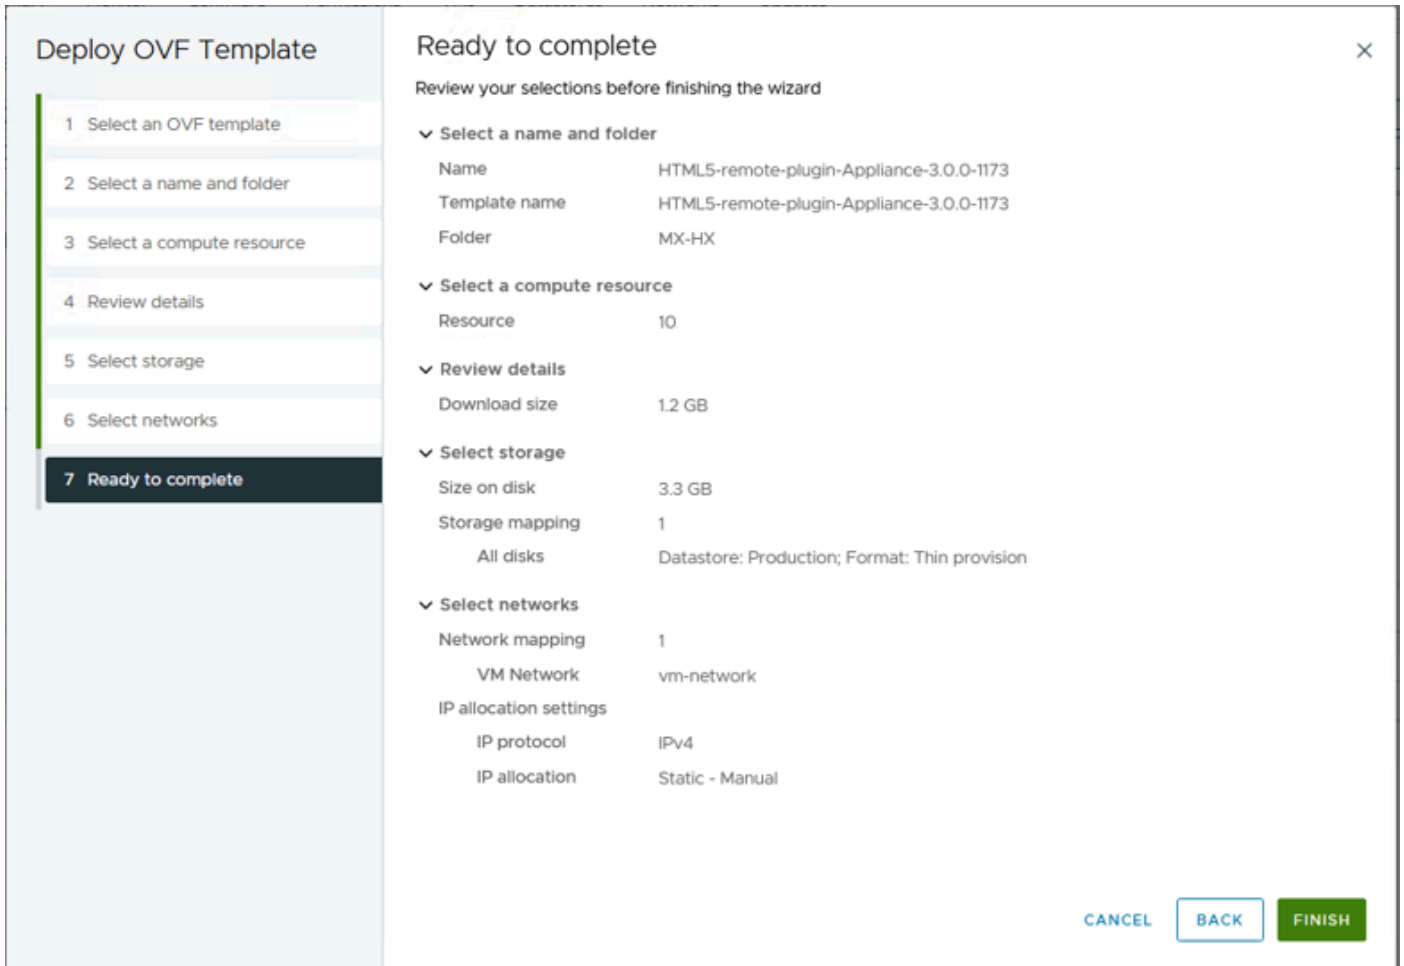 Deploy OVF Template
1 Select an OVF template
2 Select a name and folder
3 Select a compute resource
4 Review details
5 Select storage
6 Select networks
7 Ready to complete
Ready to complete
Review your selections before finishing the wizard
Select a name and folder
Name HTML5-remote-plugin-Appliance-3.0.0-1173
Template name HTML5-remote-plugin-Appliance-3.0.0-1173
Folder MX-HX
Select a compute resource
Resource 10
Review details
Download size 1.2 GB
Select storage
Size on disk 3.3 GB
Storage mapping 1
All disks Datastore: Production; Format: Thin provision
Select networks
Network mapping 1
VM Network vm-network
IP allocation settings
IP protocol IPv4
IP allocation Static - Manual
CANCEL BACK FINISH